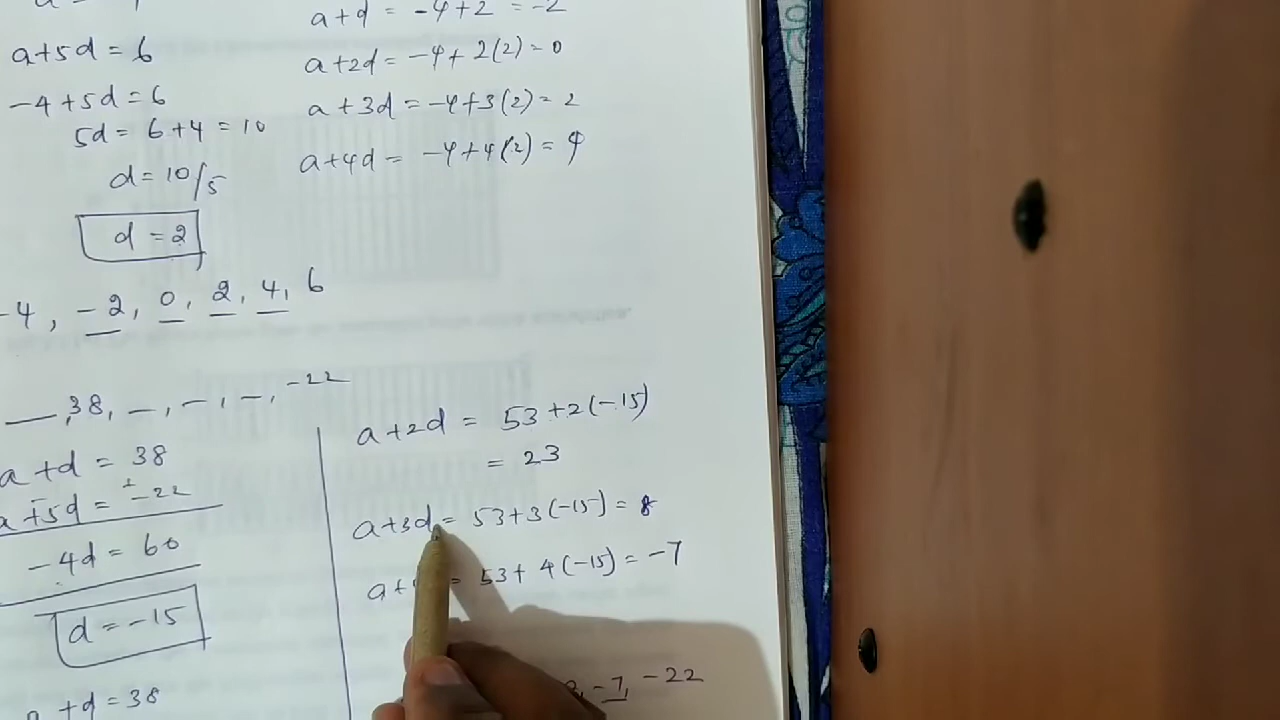 a+5d = 6
-4+5d = 6
5d = 6+4 = 10
d = 10/5
d = 2
a+d = -4+2 = -2
a+2d = -4+ 2(2) = 0
a+3d = -4+3(2) = 2
a+4d = -4+4(2) = 4
-4, -2, 0, 2, 4, 6
__, 38, _, _, _, -22
a+d = 38
a+5d = -22
-4d = 60
d = -15
+d = 38
a+2d = 53+2(-15)
= 23
a+3d = 53+3(-15) = 8
a+ = 53+ 4(-15) = -7
-7, -22